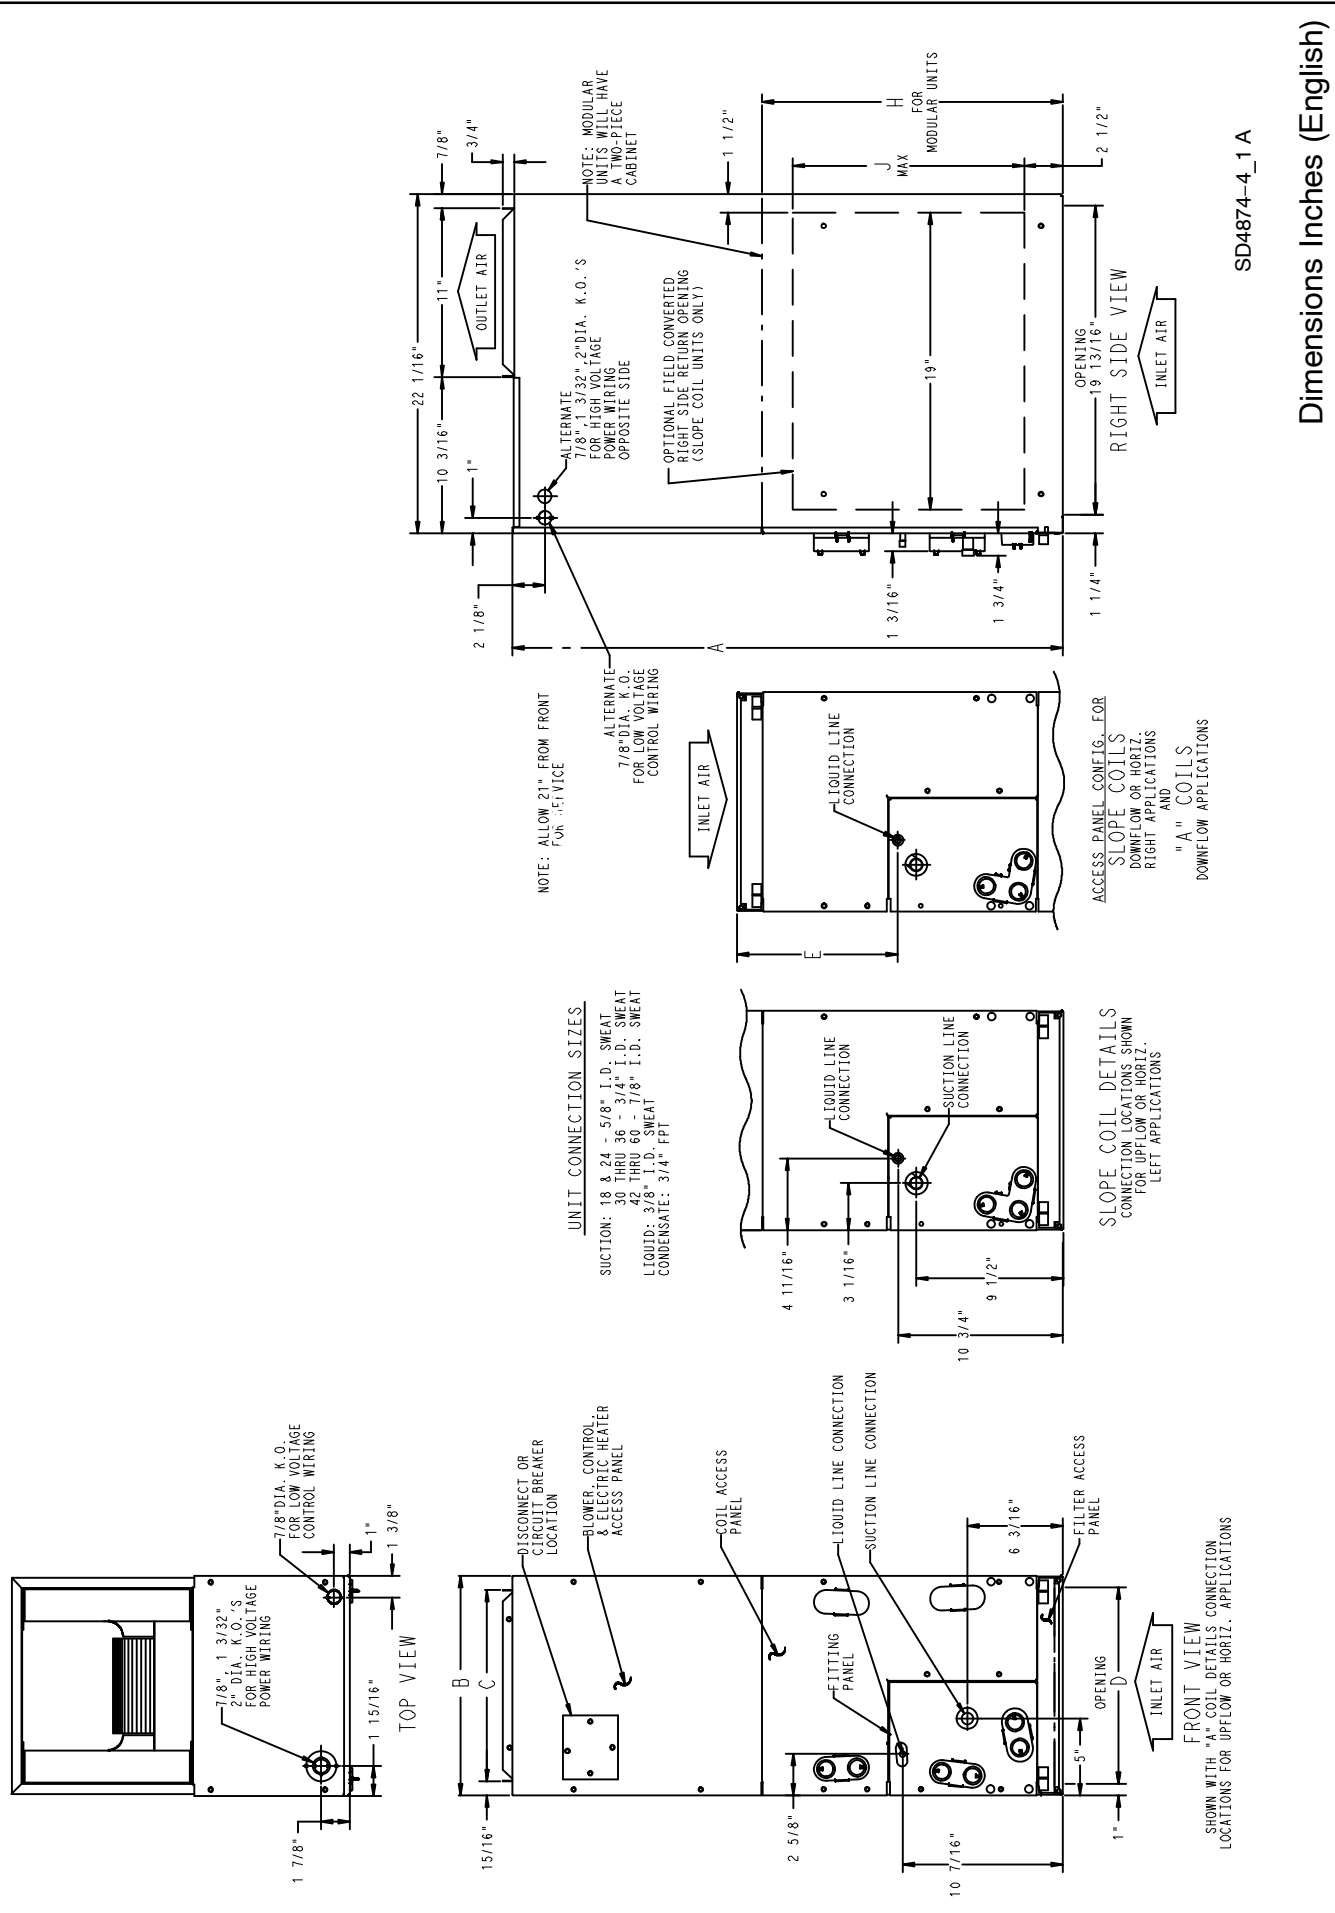 Dimensions Inches (English)
SD4874–4_1 A
7/8", 1 3/32"
2" DIA. K.O.'S
FOR HIGH VOLTAGE
POWER WIRING
7/8"DIA. K.O.
FOR LOW VOLTAGE
CONTROL WIRING
1 7/8"
1 15/16"
1"
1 3/8"
TOP VIEW
B
C
15/16"
DISCONNECT OR
CIRCUIT BREAKER
LOCATION
BLOWER, CONTROL,
& ELECTRIC HEATER
ACCESS PANEL
COIL ACCESS
PANEL
FITTING
PANEL
LIQUID LINE CONNECTION
SUCTION LINE CONNECTION
2 5/8"
10 7/16"
6 3/16"
FILTER ACCESS
PANEL
5"
1"
OPENING
D
INLET AIR
FRONT VIEW
SHOWN WITH "A" COIL DETAILS CONNECTION
LOCATIONS FOR UPFLOW OR HORIZ. APPLICATIONS
UNIT CONNECTION SIZES
SUCTION: 18 & 24 - 5/8" I.D. SWEAT
30 THRU 36 - 3/4" I.D. SWEAT
42 THRU 60 - 7/8" I.D. SWEAT
LIQUID: 3/8" I.D. SWEAT
CONDENSATE: 3/4" FPT
4 11/16"
3 1/16"
LIQUID LINE
CONNECTION
SUCTION LINE
CONNECTION
9 1/2"
10 3/4"
SLOPE COIL DETAILS
CONNECTION LOCATIONS SHOWN
FOR UPFLOW OR HORIZ.
LEFT APPLICATIONS
NOTE: ALLOW 21" FROM FRONT
FOR SERVICE
INLET AIR
E
LIQUID LINE
CONNECTION
ACCESS PANEL CONFIG. FOR
SLOPE COILS
DOWNFLOW OR HORIZ.
RIGHT APPLICATIONS
AND
"A" COILS
DOWNFLOW APPLICATIONS
22 1/16"
10 3/16"
11"
7/8"
3/4"
1"
OUTLET AIR
2 1/8"
ALTERNATE
7/8",1 3/32",2"DIA. K.O.'S
FOR HIGH VOLTAGE
POWER WIRING
OPPOSITE SIDE
ALTERNATE
7/8"DIA. K.O.
FOR LOW VOLTAGE
CONTROL WIRING
NOTE: MODULAR
UNITS WILL HAVE
A TWO-PIECE
CABINET
OPTIONAL FIELD CONVERTED
RIGHT SIDE RETURN OPENING
(SLOPE COIL UNITS ONLY)
1 1/2"
A
H
FOR
MODULAR UNITS
J
MAX
19"
2 1/2"
1 3/16"
1 3/4"
1 1/4"
OPENING
19 13/16"
RIGHT SIDE VIEW
INLET AIR